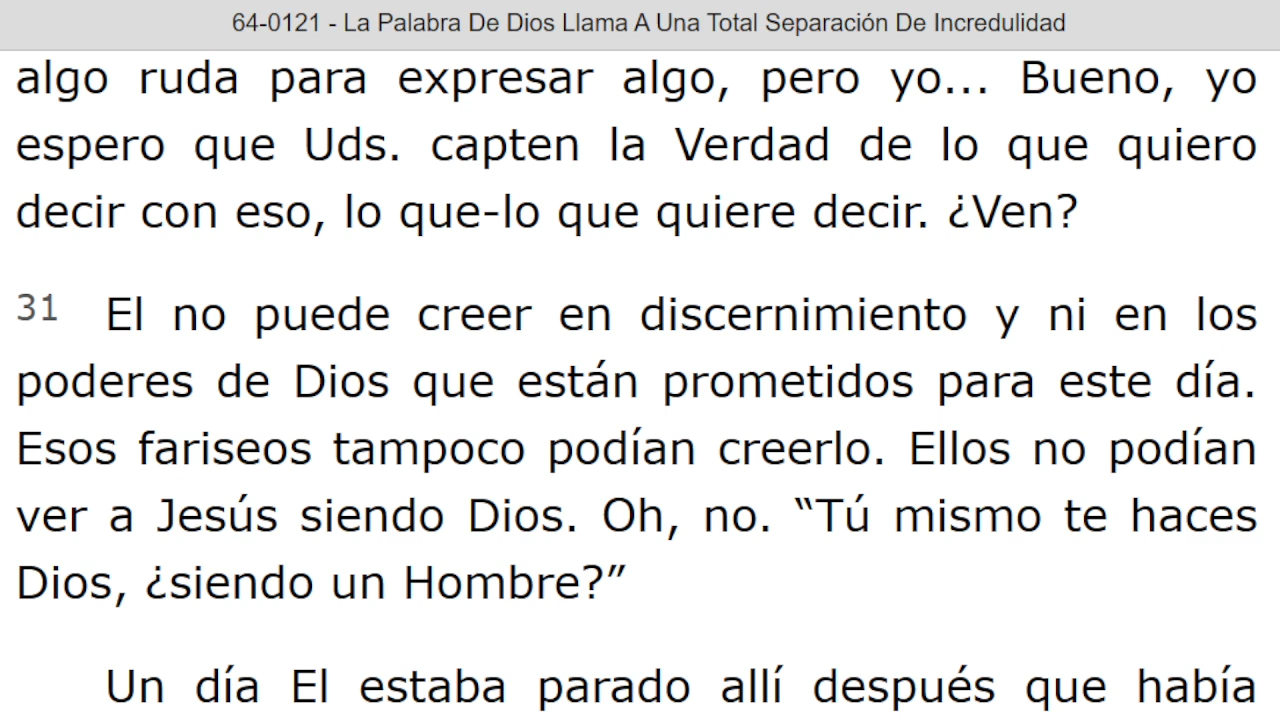 64-0121 - La Palabra De Dios Llama A Una Total Separación De Incredulidad
algo ruda para expresar algo, pero yo... Bueno, yo
espero que Uds. capten la Verdad de lo que quiero
decir con eso, lo que-lo que quiere decir. ¿Ven?
31 El no puede creer en discernimiento y ni en los
poderes de Dios que están prometidos para este día.
Esos fariseos tampoco podían creerlo. Ellos no podían
ver a Jesús siendo Dios. Oh, no. “Tú mismo te haces
Dios, ¿siendo un Hombre?”
Un día El estaba parado allí después que había